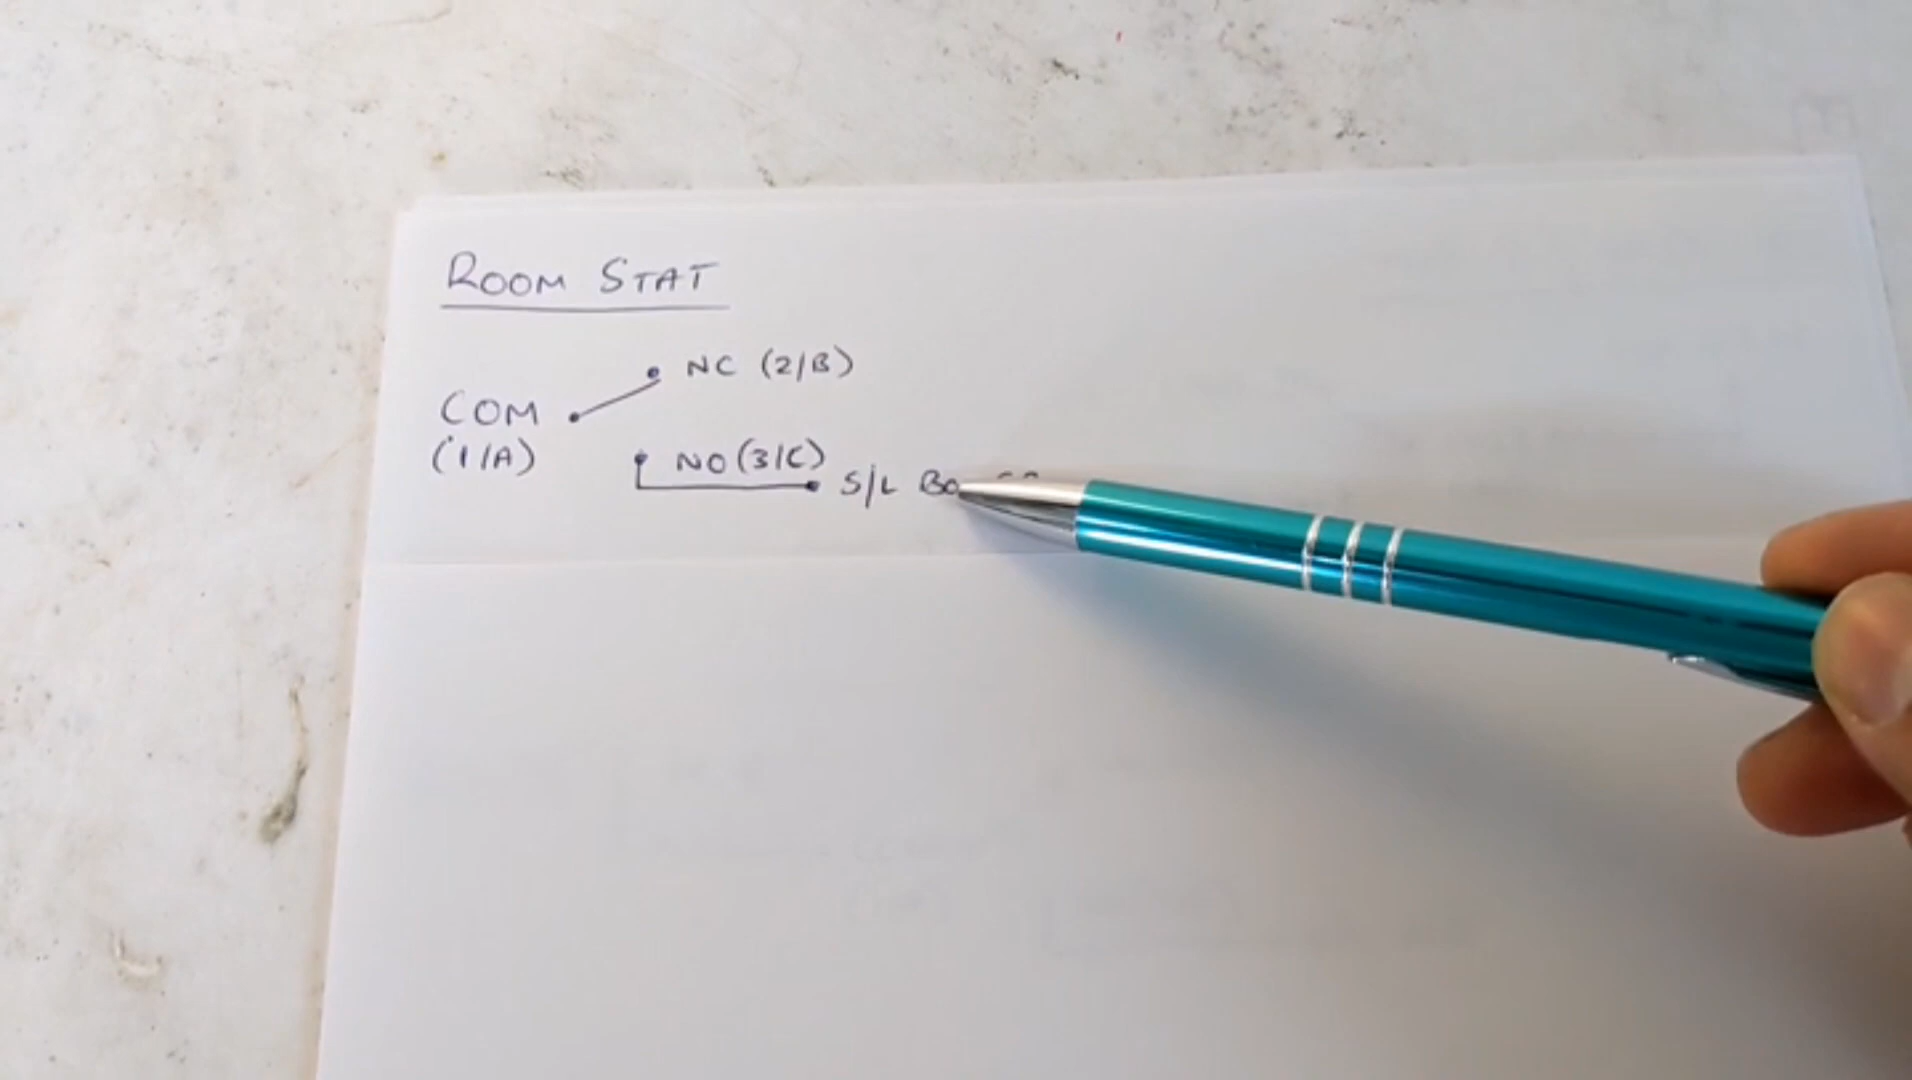 ROOM STAT
NC (2/B)
COM
(1/A)
NO (3/C)
S/L